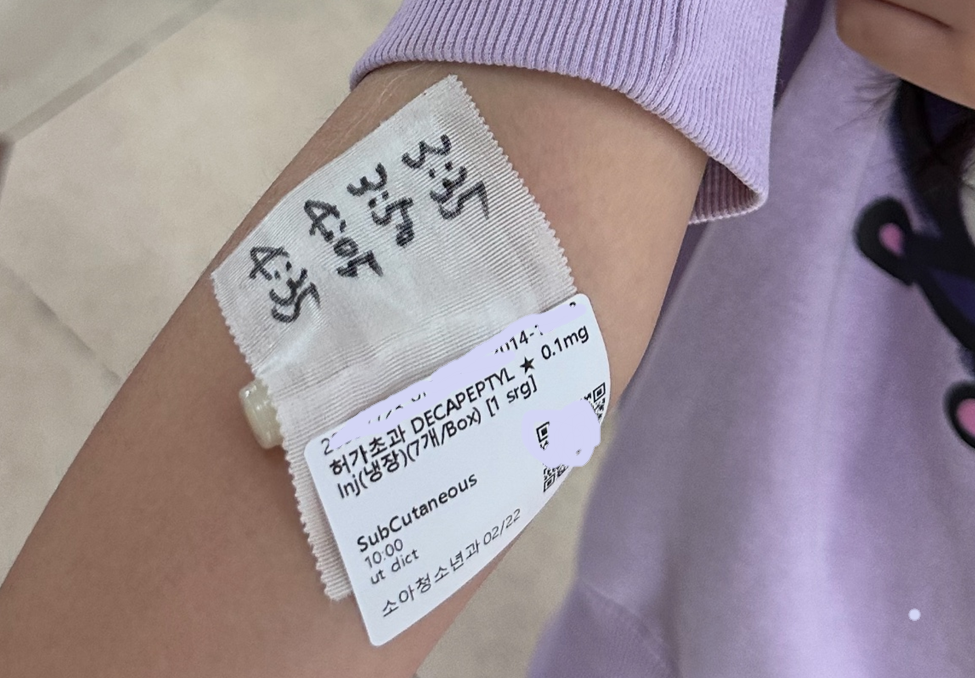 3:35
3:50
4:05
4:35
허가초과 DECAPEPTYL ★ 0.1mg
Inj(냉장)(7개/Box) [1 srg]
SubCutaneous
10:00
ut dict
소아청소년과 02/22